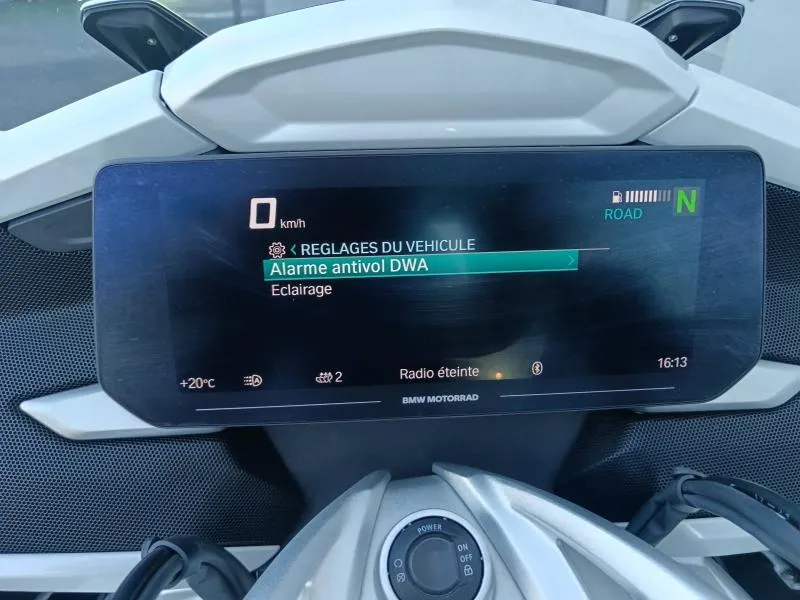 0 km/h
ROAD
N
REGLAGES DU VEHICULE
Alarme antivol DWA
Eclairage
+20°C
A
2
Radio éteinte
16:13
BMW MOTORRAD
POWER
ON
OFF